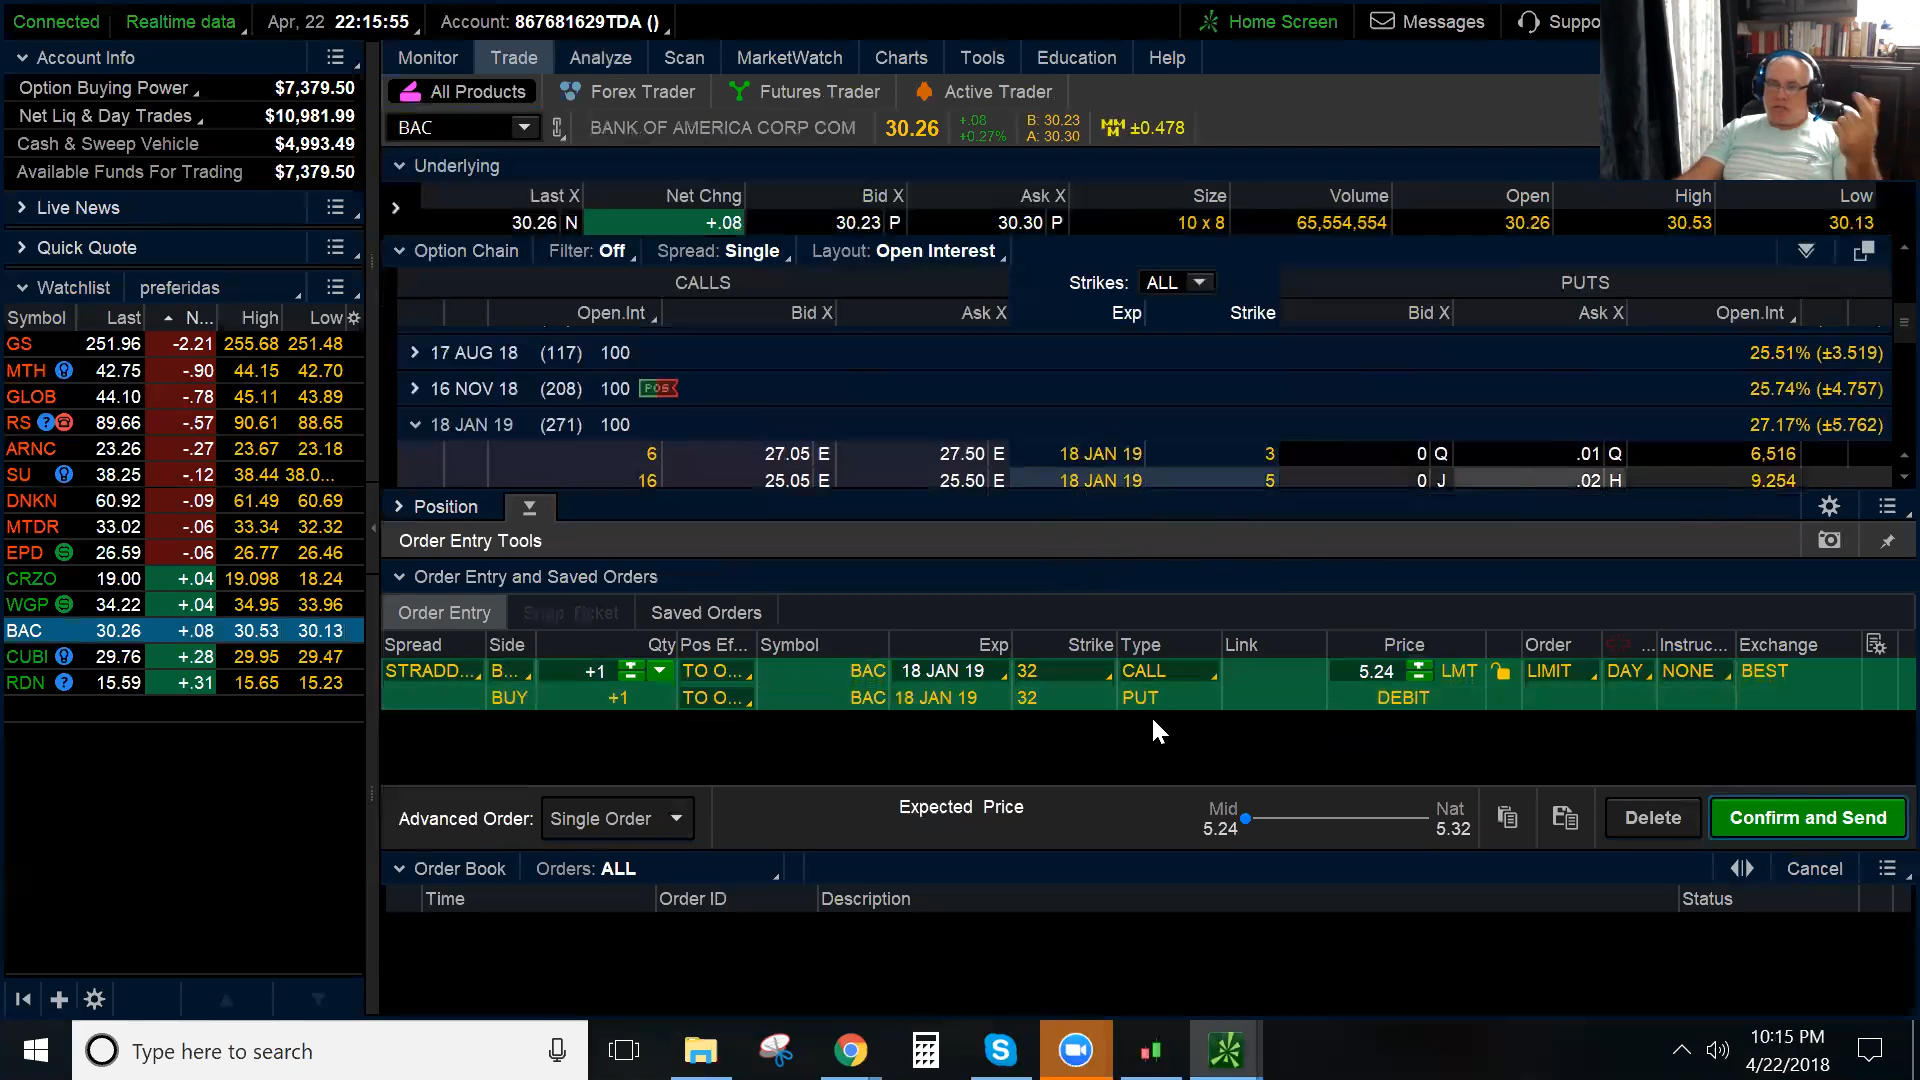 Connected Realtime data Apr, 22 22:15:55 Account: 867681629TDA () Home Screen Messages Suppo
Account Info
Option Buying Power $7,379.50
Net Liq & Day Trades $10,981.99
Cash & Sweep Vehicle $4,993.49
Available Funds For Trading $7,379.50
Live News
Quick Quote
Watchlist preferidas
Symbol Last N... High Low
GS 251.96 -2.21 255.68 251.48
MTH 42.75 -.90 44.15 42.70
GLOB 44.10 -.78 45.11 43.89
RS 89.66 -.57 90.61 88.65
ARNC 23.26 -.27 23.67 23.18
SU 38.25 -.12 38.44 38.0...
DNKN 60.92 -.09 61.49 60.69
MTDR 33.02 -.06 33.34 32.32
EPD 26.59 -.06 26.77 26.46
CRZO 19.00 +.04 19.098 18.24
WGP 34.22 +.04 34.95 33.96
BAC 30.26 +.08 30.53 30.13
CUBI 29.76 +.28 29.95 29.47
RDN 15.59 +.31 15.65 15.23
Monitor Trade Analyze Scan MarketWatch Charts Tools Education Help
All Products Forex Trader Futures Trader Active Trader
BAC BANK OF AMERICA CORP COM 30.26 +.08 +0.27% B: 30.23 A: 30.30 ±0.478
Underlying
Last X Net Chng Bid X Ask X Size Volume Open High Low
30.26 N +.08 30.23 P 30.30 P 10 x 8 65,554,554 30.26 30.53 30.13
Option Chain Filter: Off Spread: Single Layout: Open Interest
CALLS Strikes: ALL PUTS
Open.Int Bid X Ask X Exp Strike Bid X Ask X Open.Int
17 AUG 18 (117) 100 25.51% (±3.519)
16 NOV 18 (208) 100 POS 25.74% (±4.757)
18 JAN 19 (271) 100 27.17% (±5.762)
6 27.05 E 27.50 E 18 JAN 19 3 0 Q .01 Q 6,516
16 25.05 E 25.50 E 18 JAN 19 5 0 J .02 H 9.254
Position
Order Entry Tools
Order Entry and Saved Orders
Order Entry Snap Ticket Saved Orders
Spread Side Qty Pos Ef... Symbol Exp Strike Type Link Price Order ... Instruc... Exchange
STRADD... B... +1 TO O... BAC 18 JAN 19 32 CALL 5.24 LMT LIMIT DAY NONE BEST
BUY +1 TO O... BAC 18 JAN 19 32 PUT DEBIT
Advanced Order: Single Order Expected Price Mid 5.24 Nat 5.32 Delete Confirm and Send
Order Book Orders: ALL Cancel
Time Order ID Description Status
Type here to search
10:15 PM
4/22/2018